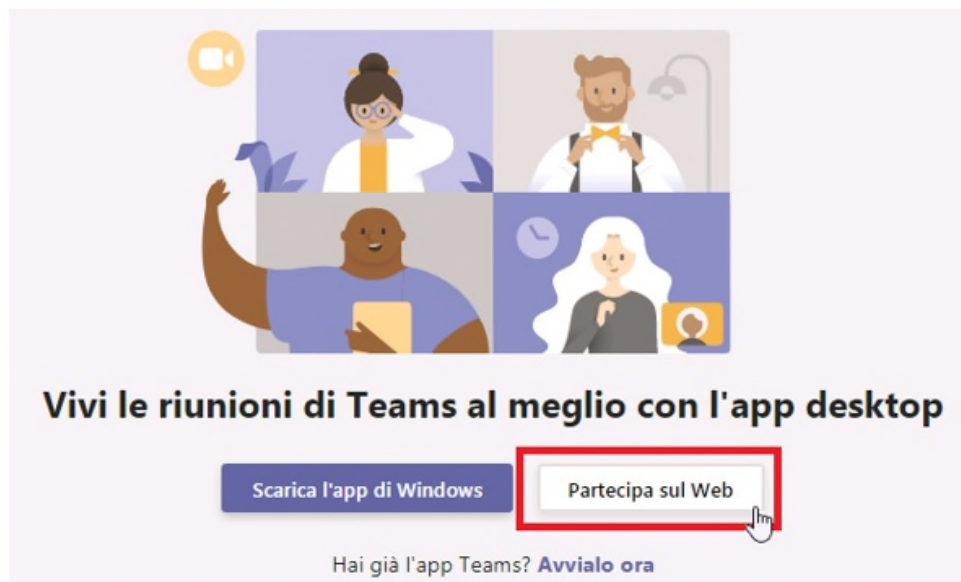 Vivi le riunioni di Teams al meglio con l'app desktop
Scarica l'app di Windows
Partecipa sul Web
Hai già l'app Teams? Avvialo ora